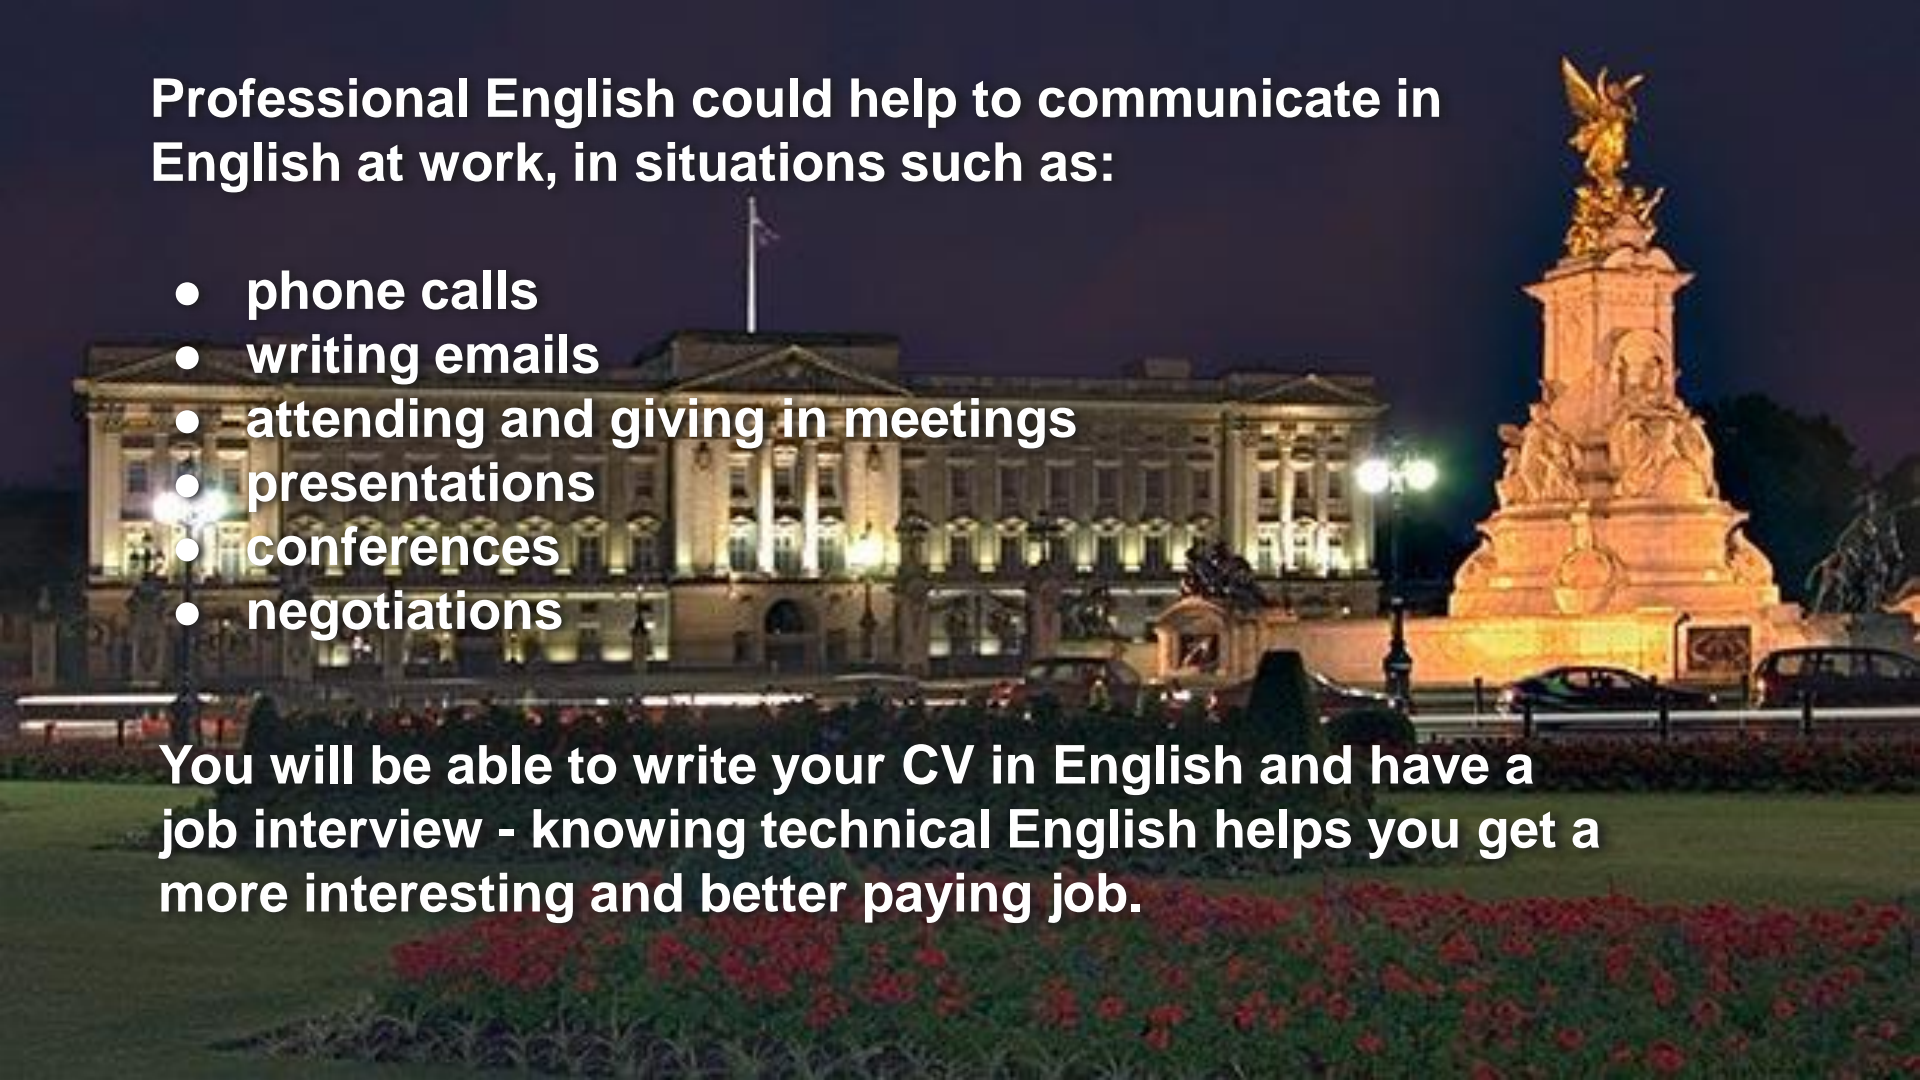 Professional English could help to communicate in
English at work, in situations such as:
● phone calls
● writing emails
● attending and giving in meetings
● presentations
● conferences
● negotiations
You will be able to write your CV in English and have a
job interview - knowing technical English helps you get a
more interesting and better paying job.